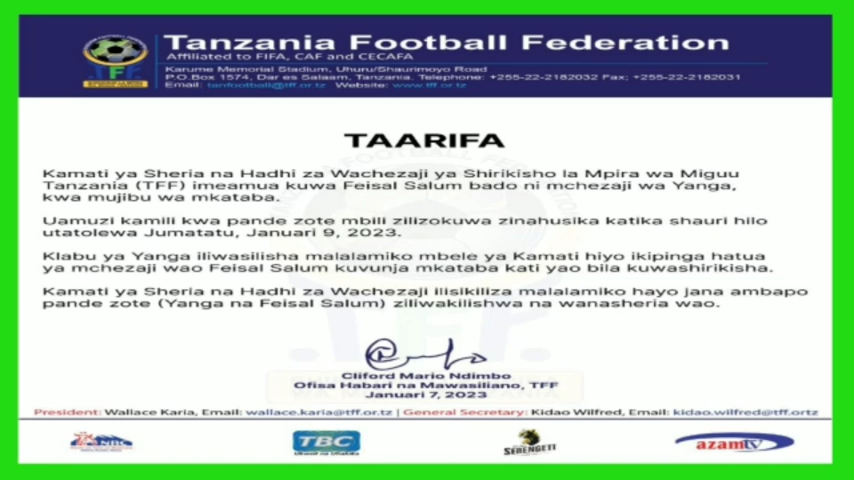 Tanzania Football Federation
Affiliated to FIFA, CAF and CECAFA
Karume Memorial Stadium, Uhuru/Shaurimoyo Road
P.O.Box 1574, Dar es Salaam, Tanzania. Telephone: +255-22-2182032 Fax; +255-22-2182031
Email: tanfootball@tff.or.tz Website: www.tff.or.tz
TFF
TAARIFA
Kamati ya Sheria na Hadhi za Wachezaji ya Shirikisho la Mpira wa Miguu
Tanzania (TFF) imeamua kuwa Feisal Salum bado ni mchezaji wa Yanga,
kwa mujibu wa mkataba.
Uamuzi kamili kwa pande zote mbili zilizokuwa zinahusika katika shauri hilo
utatolewa Jumatatu, Januari 9, 2023.
Klabu ya Yanga iliwasilisha malalamiko mbele ya Kamati hiyo ikipinga hatua
ya mchezaji wao Feisal Salum kuvunja mkataba kati yao bila kuwashirikisha.
Kamati ya Sheria na Hadhi za Wachezaji ilisikiliza malalamiko hayo jana ambapo
pande zote (Yanga na Feisal Salum) ziliwakilishwa na wanasheria wao.
Cliford Mario Ndimbo
Ofisa Habari na Mawasiliano, TFF
Januari 7, 2023
President: Wallace Karia, Email: wallace.karia@tff.or.tz | General Secretary: Kidao Wilfred, Email: kidao.wilfred@tff.ortz
NBC
TBC
Ukweli na Uhakika
SERENGETI
azamtv